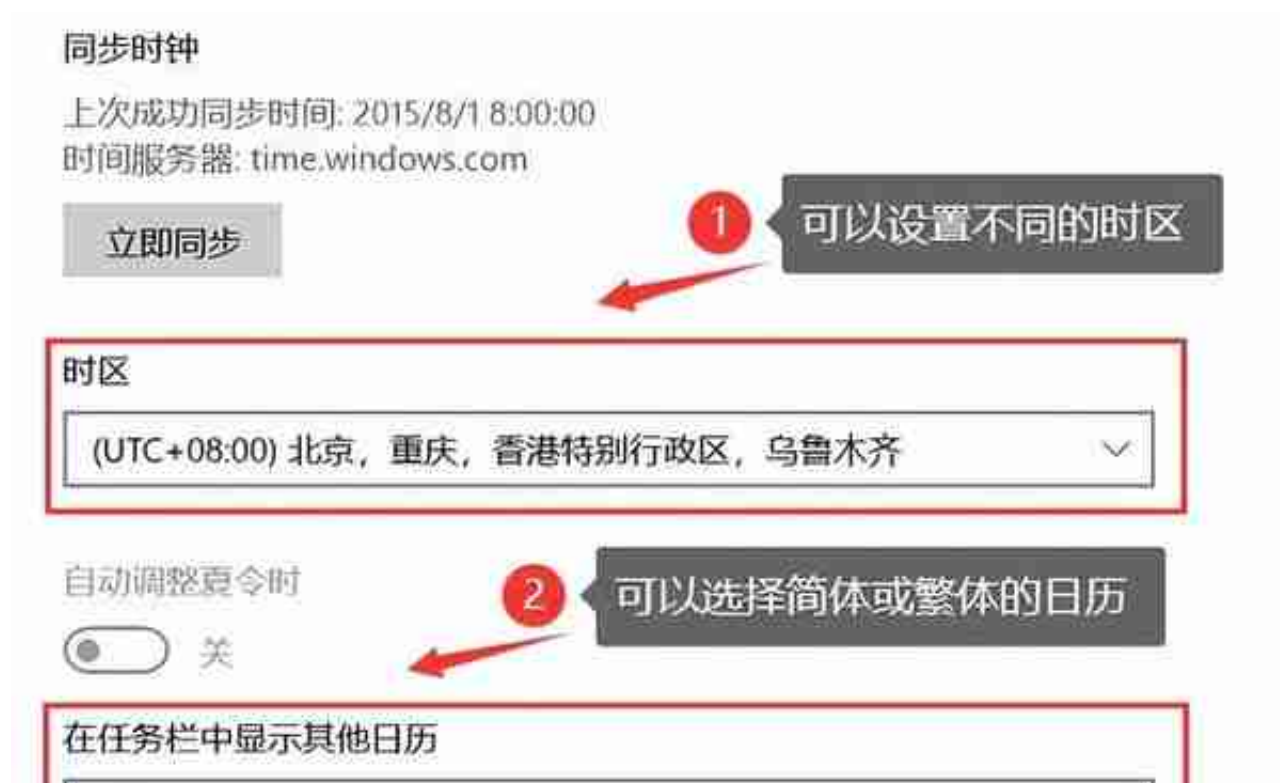 同步时钟
上次成功同步时间: 2015/8/1 8:00:00
时间服务器: time.windows.com
立即同步
1 可以设置不同的时区
时区
(UTC+08:00) 北京，重庆，香港特别行政区，乌鲁木齐
自动调整夏令时
2 可以选择简体或繁体的日历
关
在任务栏中显示其他日历